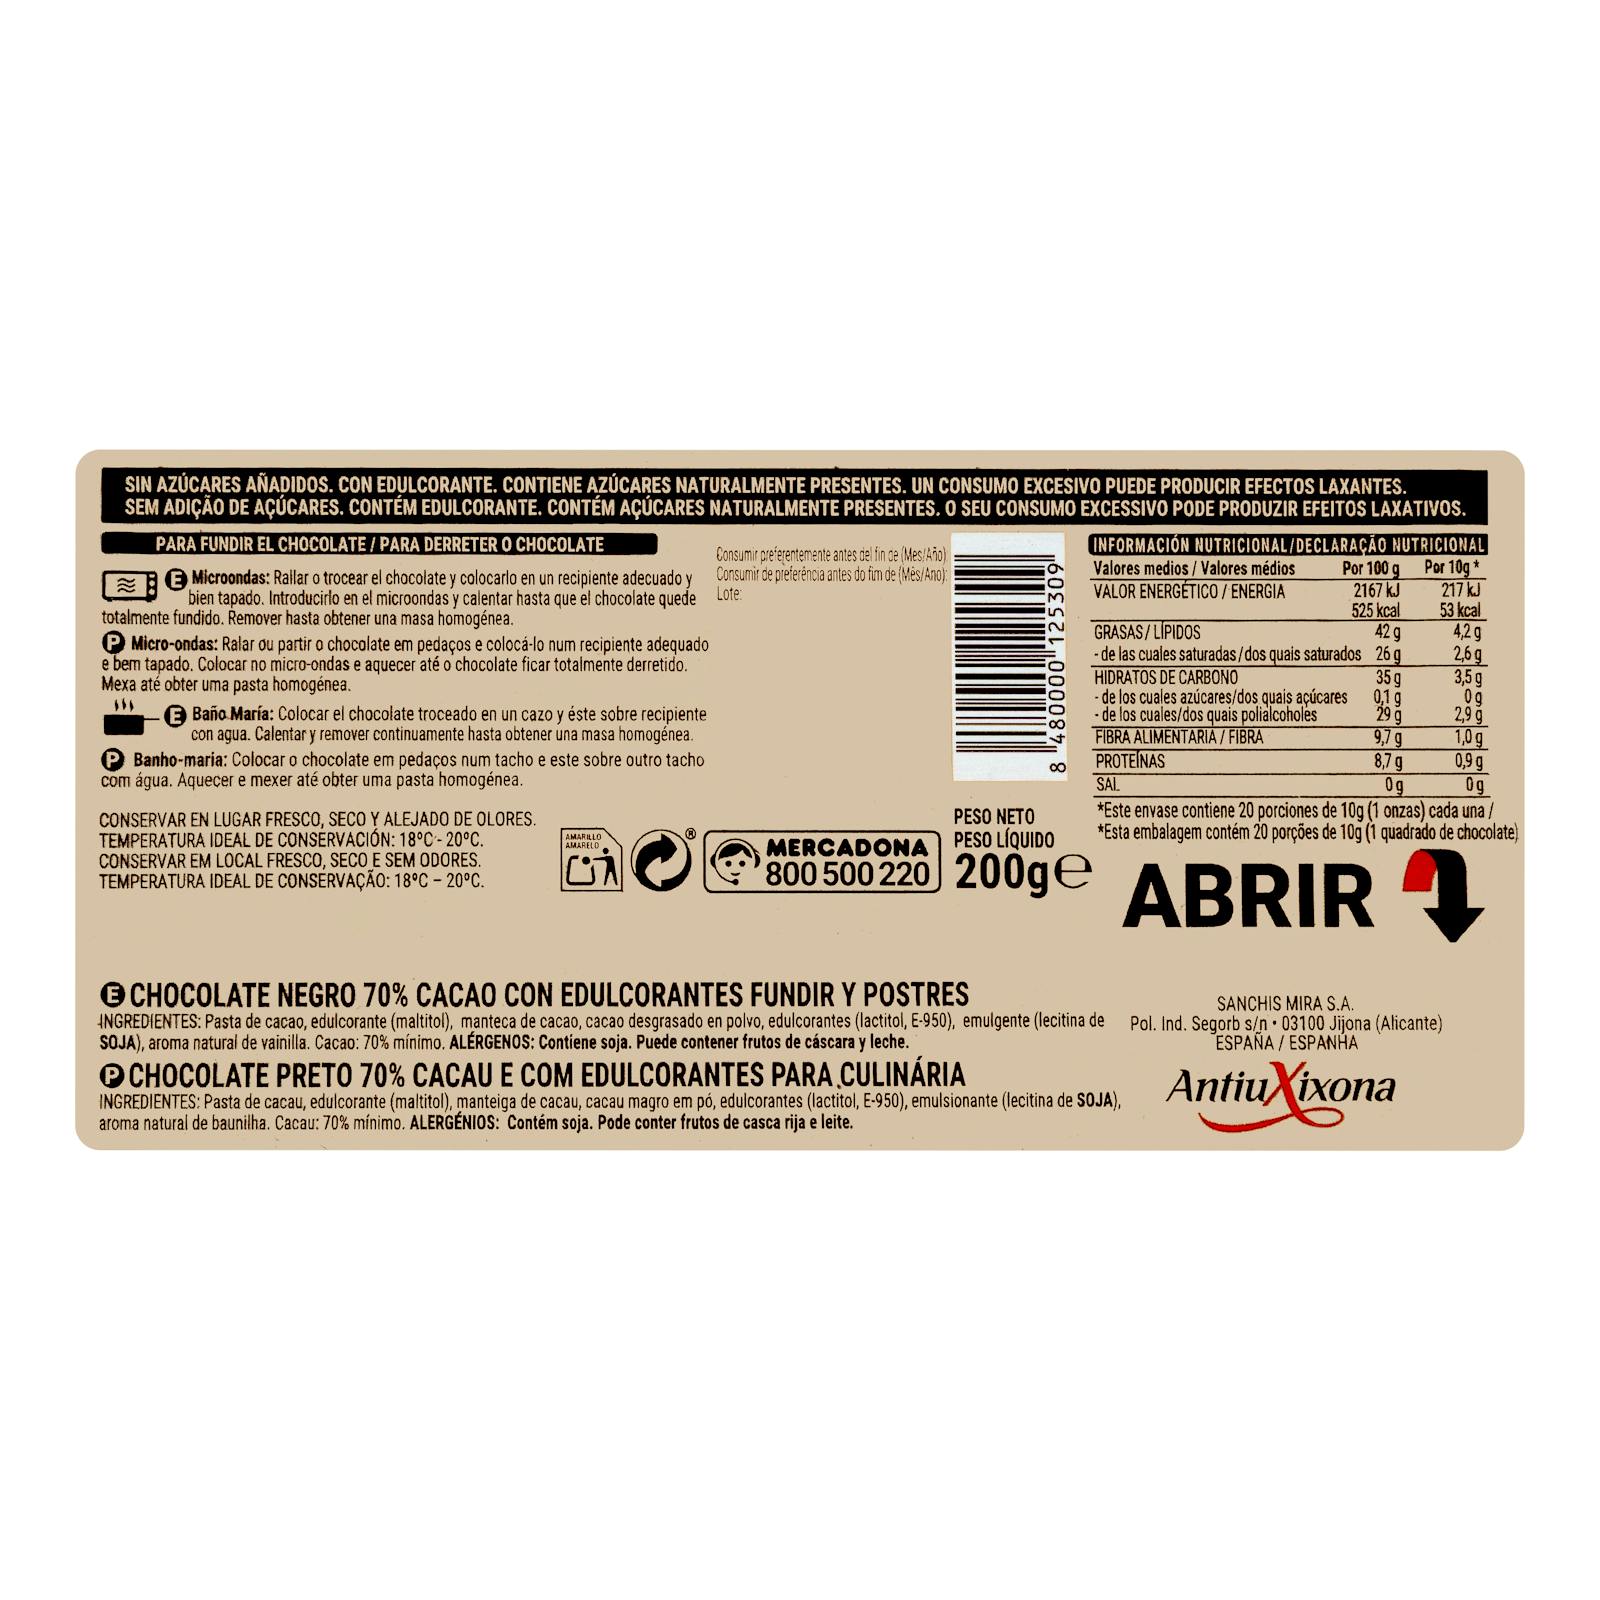 SIN AZÚCARES AÑADIDOS. CON EDULCORANTE. CONTIENE AZÚCARES NATURALMENTE PRESENTES. UN CONSUMO EXCESIVO PUEDE PRODUCIR EFECTOS LAXANTES.
SEM ADIÇÃO DE AÇÚCARES. CONTÉM EDULCORANTE. CONTÉM AÇÚCARES NATURALMENTE PRESENTES. O SEU CONSUMO EXCESSIVO PODE PRODUZIR EFEITOS LAXATIVOS.
PARA FUNDIR EL CHOCOLATE / PARA DERRETER O CHOCOLATE
E Microondas: Rallar o trocear el chocolate y colocarlo en un recipiente adecuado y
bien tapado. Introducirlo en el microondas y calentar hasta que el chocolate quede
totalmente fundido. Remover hasta obtener una masa homogénea.
P Micro-ondas: Ralar ou partir o chocolate em pedaços e colocá-lo num recipiente adequado
e bem tapado. Colocar no micro-ondas e aquecer até o chocolate ficar totalmente derretido.
Mexa até obter uma pasta homogénea.
E Baño María: Colocar el chocolate troceado en un cazo y éste sobre recipiente
con agua. Calentar y remover continuamente hasta obtener una masa homogénea.
P Banho-maria: Colocar o chocolate em pedaços num tacho e este sobre outro tacho
com água. Aquecer e mexer até obter uma pasta homogénea.
CONSERVAR EN LUGAR FRESCO, SECO Y ALEJADO DE OLORES.
TEMPERATURA IDEAL DE CONSERVACIÓN: 18ºC - 20ºC.
CONSERVAR EM LOCAL FRESCO, SECO E SEM ODORES.
TEMPERATURA IDEAL DE CONSERVAÇÃO: 18ºC – 20ºC.
Consumir preferentemente antes del fin de (Mes/Año):
Consumir de preferência antes do fim de (Mês/Ano):
Lote:
8 480000 125309
AMARILLO
AMARELO
®
MERCADONA
800 500 220
PESO NETO
PESO LÍQUIDO
200g e
INFORMACIÓN NUTRICIONAL/DECLARAÇÃO NUTRICIONAL
Valores medios / Valores médios Por 100 g Por 10g *
VALOR ENERGÉTICO / ENERGIA 2167 kJ 217 kJ
525 kcal 53 kcal
GRASAS / LÍPIDOS 42 g 4,2 g
- de las cuales saturadas / dos quais saturados 26 g 2,6 g
HIDRATOS DE CARBONO 35 g 3,5 g
- de los cuales azúcares/dos quais açúcares 0,1 g 0 g
- de los cuales/dos quais polialcoholes 29 g 2,9 g
FIBRA ALIMENTARIA / FIBRA 9,7 g 1,0 g
PROTEÍNAS 8,7 g 0,9 g
SAL 0 g 0 g
*Este envase contiene 20 porciones de 10g (1 onzas) cada una /
*Esta embalagem contém 20 porções de 10g (1 quadrado de chocolate)
ABRIR
E CHOCOLATE NEGRO 70% CACAO CON EDULCORANTES FUNDIR Y POSTRES
INGREDIENTES: Pasta de cacao, edulcorante (maltitol), manteca de cacao, cacao desgrasado en polvo, edulcorantes (lactitol, E-950), emulgente (lecitina de
SOJA), aroma natural de vainilla. Cacao: 70% mínimo. ALÉRGENOS: Contiene soja. Puede contener frutos de cáscara y leche.
P CHOCOLATE PRETO 70% CACAU E COM EDULCORANTES PARA CULINÁRIA
INGREDIENTES: Pasta de cacau, edulcorante (maltitol), manteiga de cacau, cacau magro em pó, edulcorantes (lactitol, E-950), emulsionante (lecitina de SOJA),
aroma natural de baunilha. Cacau: 70% mínimo. ALERGÉNIOS: Contém soja. Pode conter frutos de casca rija e leite.
SANCHIS MIRA S.A.
Pol. Ind. Segorb s/n • 03100 Jijona (Alicante)
ESPAÑA / ESPANHA
AntiuXixona